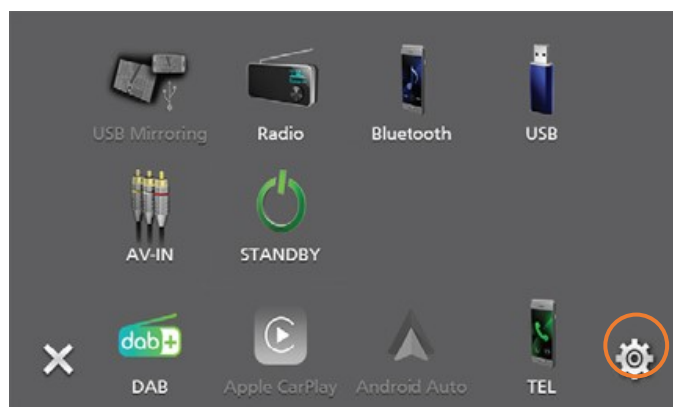 USB Mirroring
Radio
Bluetooth
USB
AV-IN
STANDBY
dab+
DAB
Apple CarPlay
Android Auto
TEL